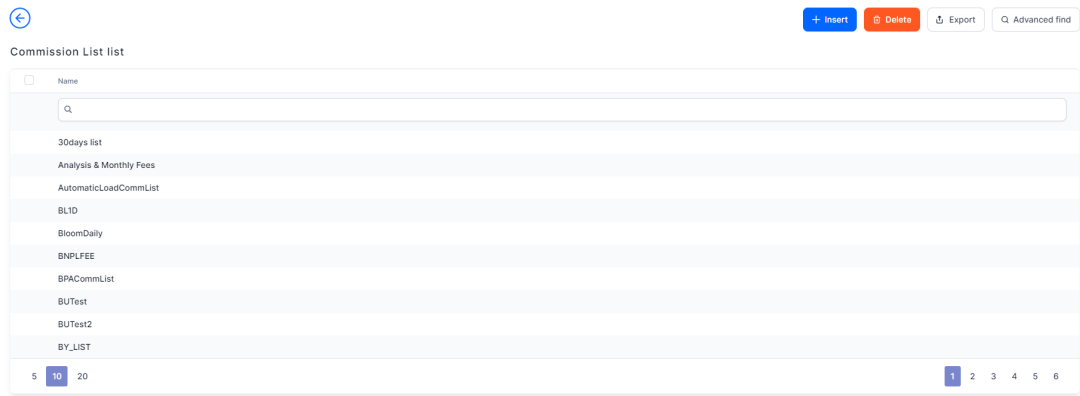 Insert Delete Export Advanced find
Commission List list
Name
30days list
Analysis & Monthly Fees
AutomaticLoadCommList
BL1D
BloomDaily
BNPLFEE
BPACommList
BUTest
BUTest2
BY_LIST
5 10 20 1 2 3 4 5 6